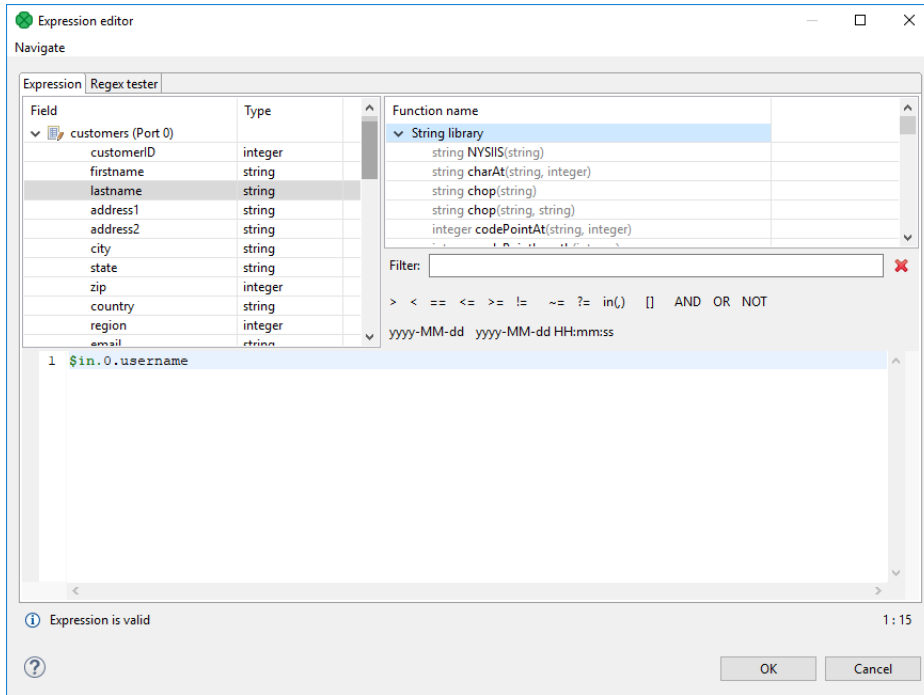 Expression editor
Navigate
Expression Regex tester
Field Type
customers (Port 0)
customerID integer
firstname string
lastname string
address1 string
address2 string
city string
state string
zip integer
country string
region integer
email string
Function name
String library
string NYSIIS(string)
string charAt(string, integer)
string chop(string)
string chop(string, string)
integer codePointAt(string, integer)
Filter:
> < == <= >= != ~= ?= in(,) [] AND OR NOT
yyyy-MM-dd yyyy-MM-dd HH:mm:ss
1 $in.0.username
Expression is valid 1 : 15
OK Cancel